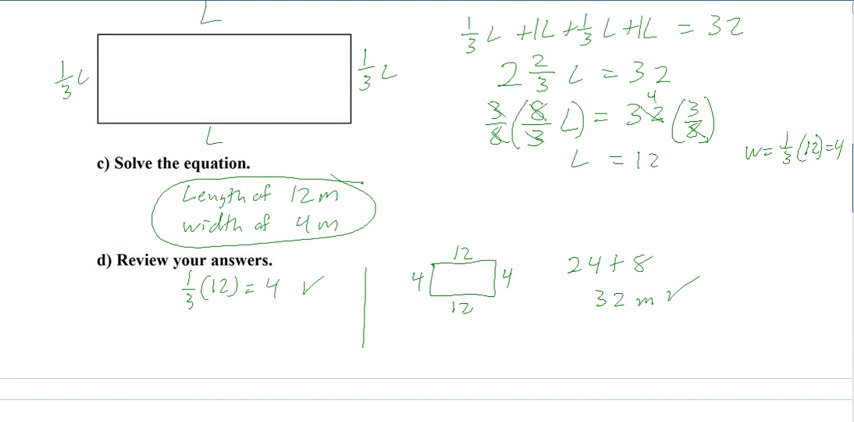 L
1/3 L
1/3 L
L
1/3 L + 1L + 1/3 L + 1L = 32
2 2/3 L = 32
3/8 (8/3 L) = 32 4 (3/8)
L = 12
W = 1/3 (12) = 4
c) Solve the equation.
Length of 12 m
width of 4 m
d) Review your answers.
1/3 (12) = 4 ✓
12
4
4
12
24 + 8
32 m ✓